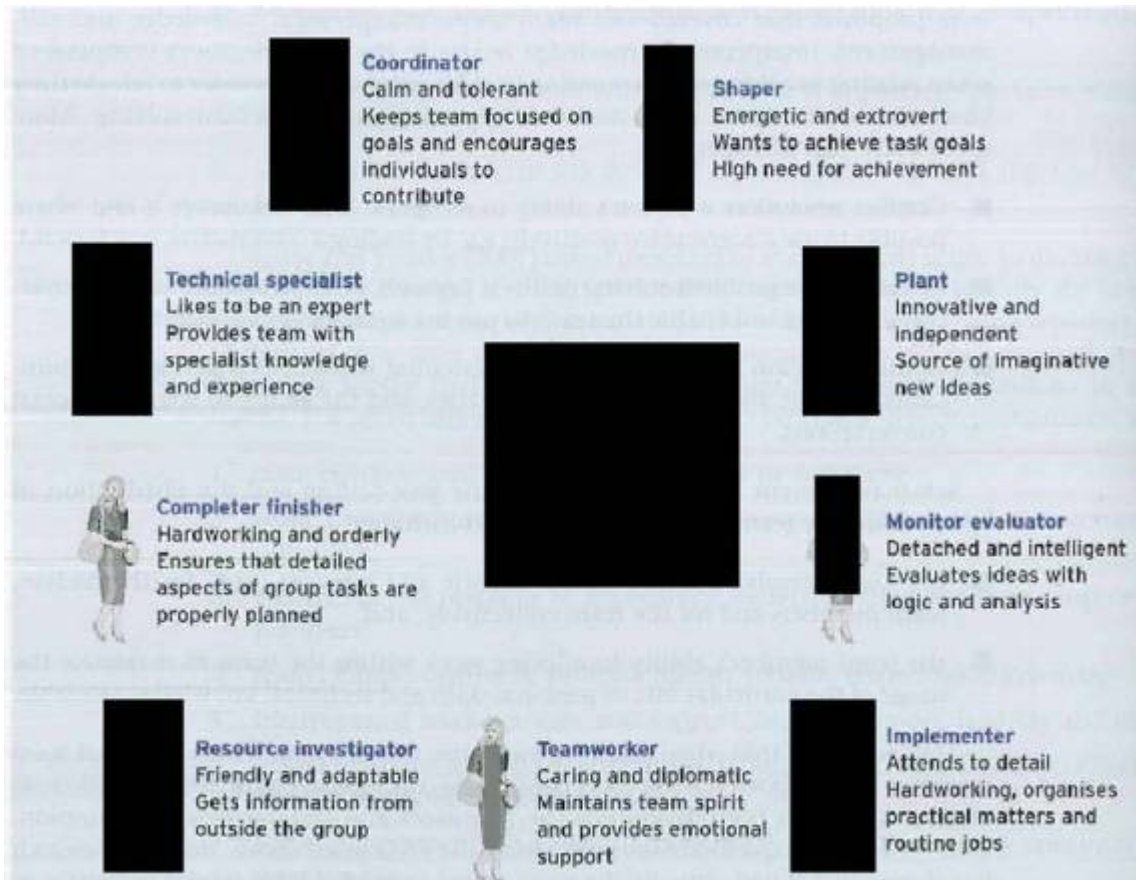 Coordinator
Calm and tolerant
Keeps team focused on
goals and encourages
individuals to
contribute
Shaper
Energetic and extrovert
Wants to achieve task goals
High need for achievement
Technical specialist
Likes to be an expert
Provides team with
specialist knowledge
and experience
Plant
Innovative and
independent
Source of imaginative
new ideas
Completer finisher
Hardworking and orderly
Ensures that detailed
aspects of group tasks are
properly planned
Monitor evaluator
Detached and intelligent
Evaluates ideas with
logic and analysis
Resource investigator
Friendly and adaptable
Gets information from
outside the group
Teamworker
Caring and diplomatic
Maintains team spirit
and provides emotional
support
Implementer
Attends to detail
Hardworking, organises
practical matters and
routine jobs